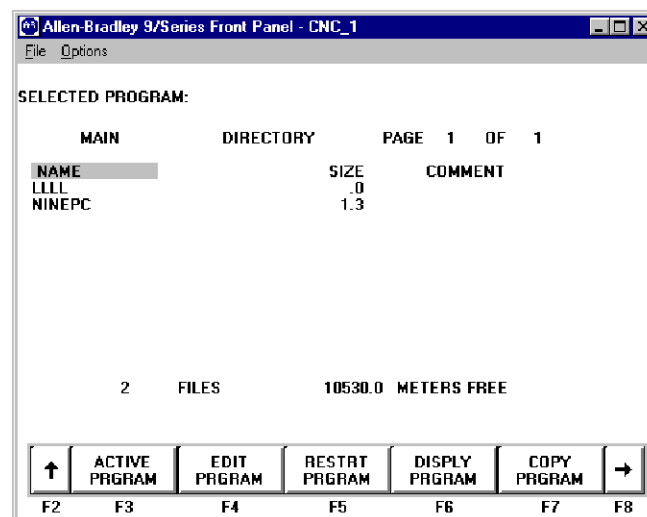 Allen-Bradley 9/Series Front Panel - CNC_1
File Options
SELECTED PROGRAM:
MAIN DIRECTORY PAGE 1 OF 1
NAME SIZE COMMENT
LLLL .0
NINEPC 1.3
2 FILES 10530.0 METERS FREE
↑ ACTIVE PRGRAM EDIT PRGRAM RESTRT PRGRAM DISPLY PRGRAM COPY PRGRAM →
F2 F3 F4 F5 F6 F7 F8